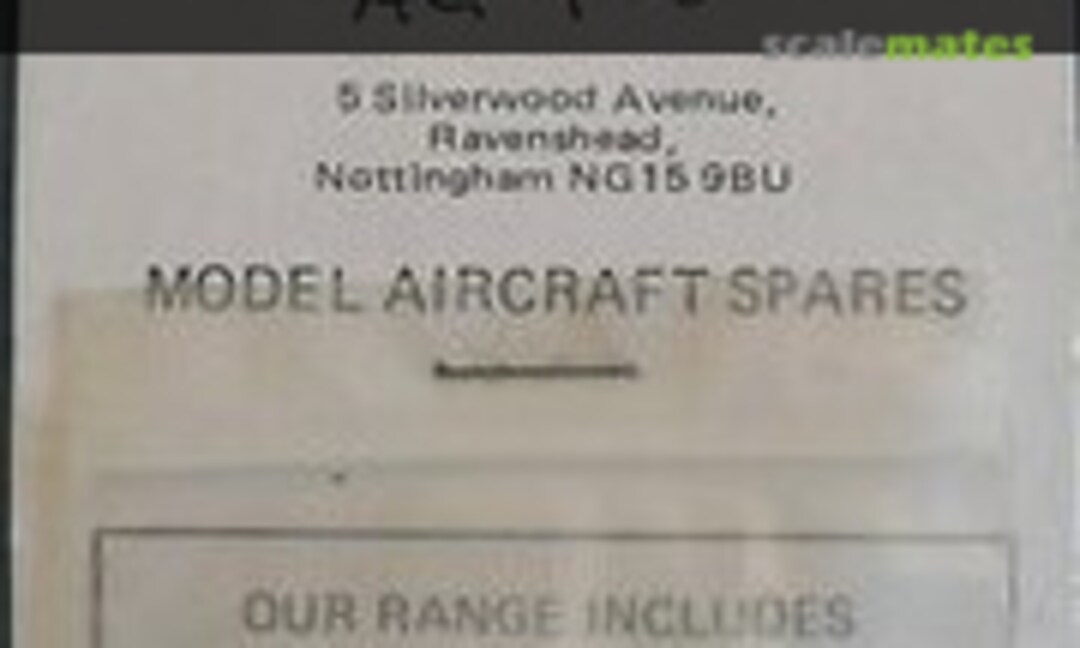 scalemates
5 Silverwood Avenue,
Ravenshead,
Nottingham NG15 9BU
MODEL AIRCRAFT SPARES
OUR RANGE INCLUDES